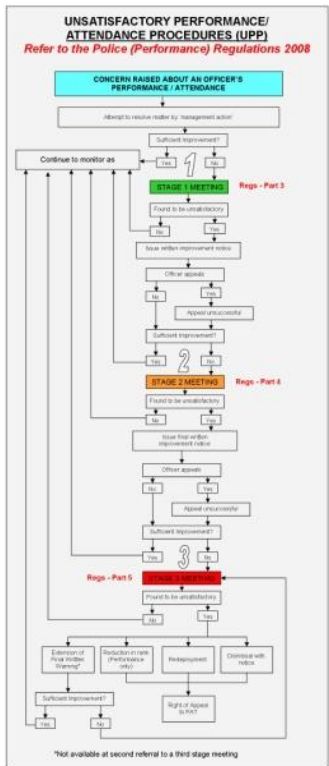 UNSATISFACTORY PERFORMANCE/
ATTENDANCE PROCEDURES (UPP)
Refer to the Police (Performance) Regulations 2008
CONCERN RAISED ABOUT AN OFFICER'S
PERFORMANCE / ATTENDANCE
Attempt to resolve matter by 'management action'
Sufficient Improvement?
Continue to monitor as
Yes
1
No
STAGE 1 MEETING
Regs - Part 3
Found to be unsatisfactory
No
Yes
Issue written improvement notice
Officer appeals
No
Yes
Appeal unsuccessful
Sufficient Improvement?
Yes
2
No
STAGE 2 MEETING
Regs - Part 4
Found to be unsatisfactory
No
Yes
Issue final written
improvement notice
Officer appeals
No
Yes
Appeal unsuccessful
Sufficient Improvement?
Yes
3
No
Regs - Part 5
STAGE 3 MEETING
Found to be unsatisfactory
No
Yes
Extension of
Final Written
Warning*
Reduction in rank
(Performance
only)
Redeployment
Dismissal with
notice
Sufficient Improvement?
Right of Appeal
to PAT
Yes
No
*Not available at second referral to a third stage meeting